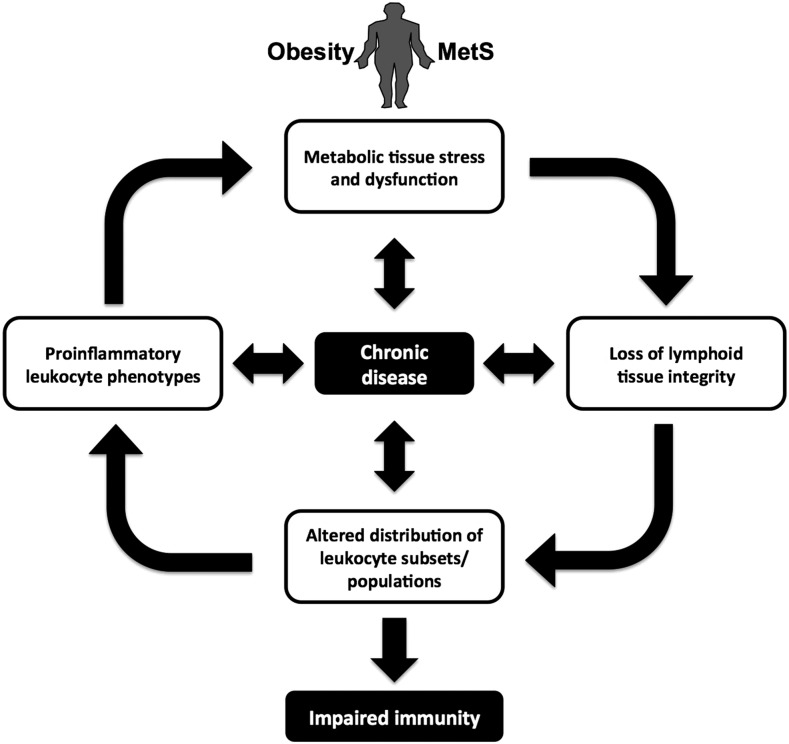 Obesity MetS
Metabolic tissue stress
and dysfunction
Proinflammatory
leukocyte phenotypes
Chronic
disease
Loss of lymphoid
tissue integrity
Altered distribution of
leukocyte subsets/
populations
Impaired immunity